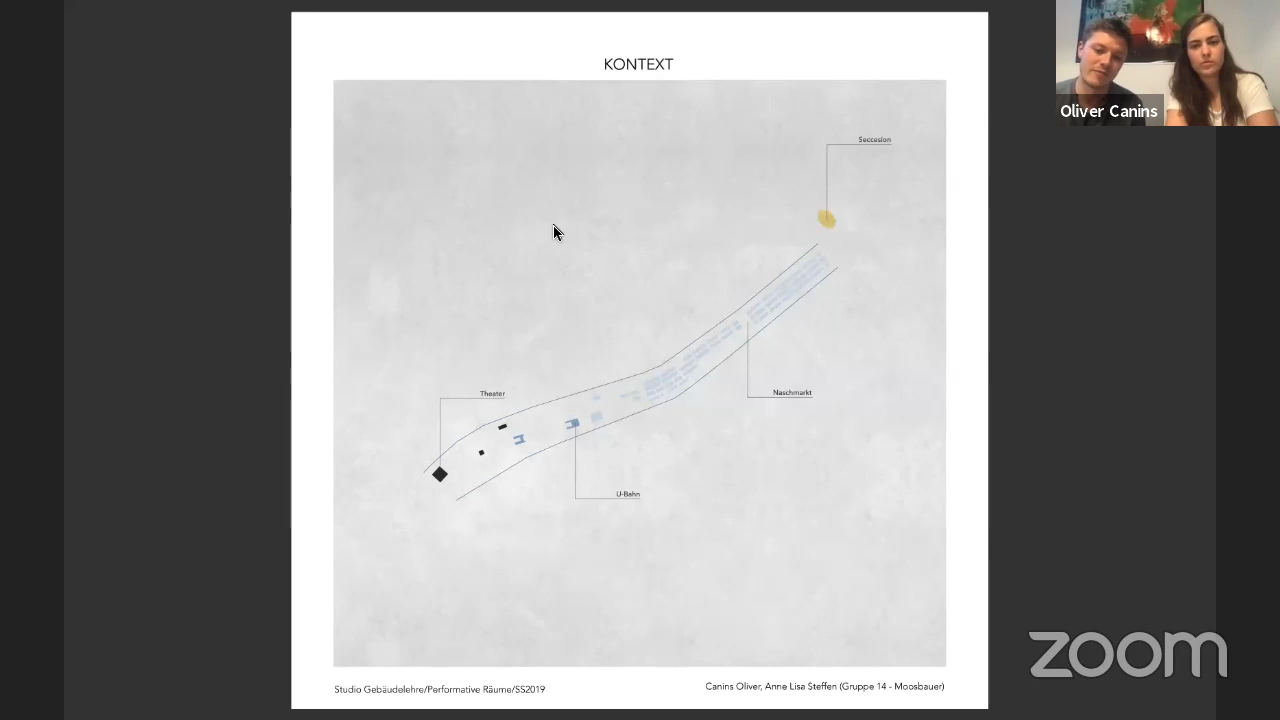 KONTEXT
Oliver Canins
Seccesion
Theater
Naschmarkt
U-Bahn
Studio Gebäudelehre/Performative Räume/SS2019
Canins Oliver, Anne Lisa Steffen (Gruppe 14 - Moosbauer)
zoom